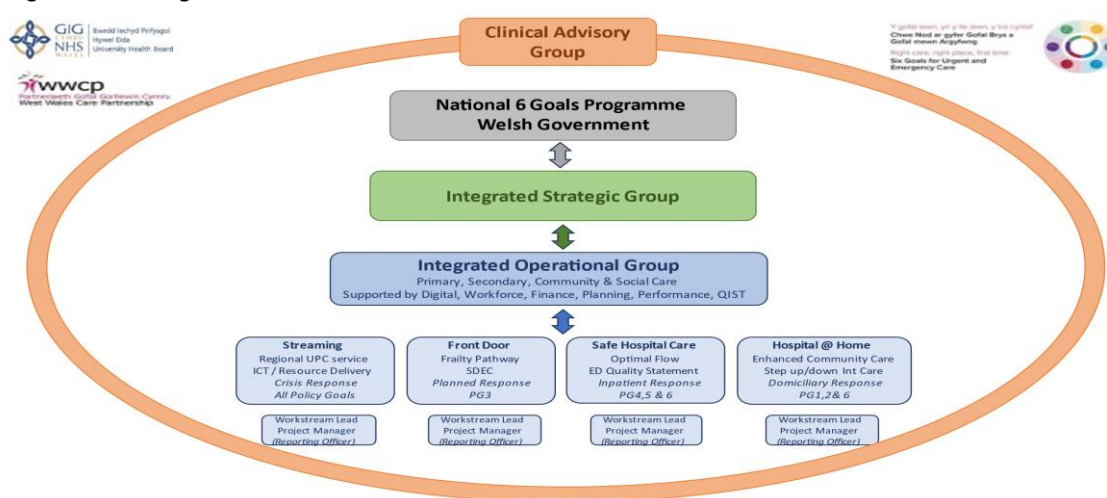 GIG
CYMRU
NHS
WALES
Bwrdd Iechyd Prifysgol
Hywel Dda
University Health Board
wwcp
Partneriaeth Gofal Gorllewin Cymru
West Wales Care Partnership
Clinical Advisory
Group
Y gofal iawn, yn y lle iawn, y tro cyntaf
Chwe Nod ar gyfer Gofal Brys a
Gofal mewn Argyfwng
Right care, right place, first time
Six Goals for Urgent and
Emergency Care
National 6 Goals Programme
Welsh Government
Integrated Strategic Group
Integrated Operational Group
Primary, Secondary, Community & Social Care
Supported by Digital, Workforce, Finance, Planning, Performance, QIST
Streaming
Regional UPC service
ICT / Resource Delivery
Crisis Response
All Policy Goals
Front Door
Frailty Pathway
SDEC
Planned Response
PG3
Safe Hospital Care
Optimal Flow
ED Quality Statement
Inpatient Response
PG4,5 & 6
Hospital @ Home
Enhanced Community Care
Step up/down Int Care
Domiciliary Response
PG1,2& 6
Workstream Lead
Project Manager
(Reporting Officer)
Workstream Lead
Project Manager
(Reporting Officer)
Workstream Lead
Project Manager
(Reporting Officer)
Workstream Lead
Project Manager
(Reporting Officer)